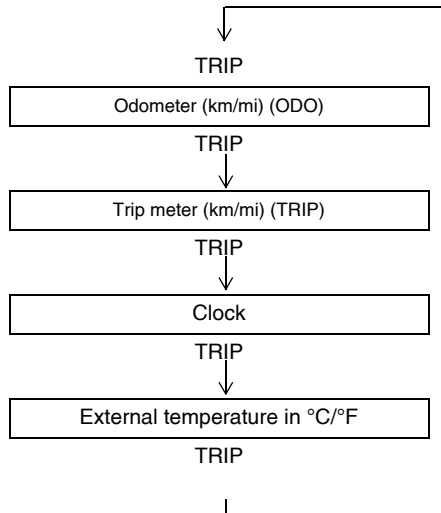 TRIP
Odometer (km/mi) (ODO)
TRIP
Trip meter (km/mi) (TRIP)
TRIP
Clock
TRIP
External temperature in °C/°F
TRIP